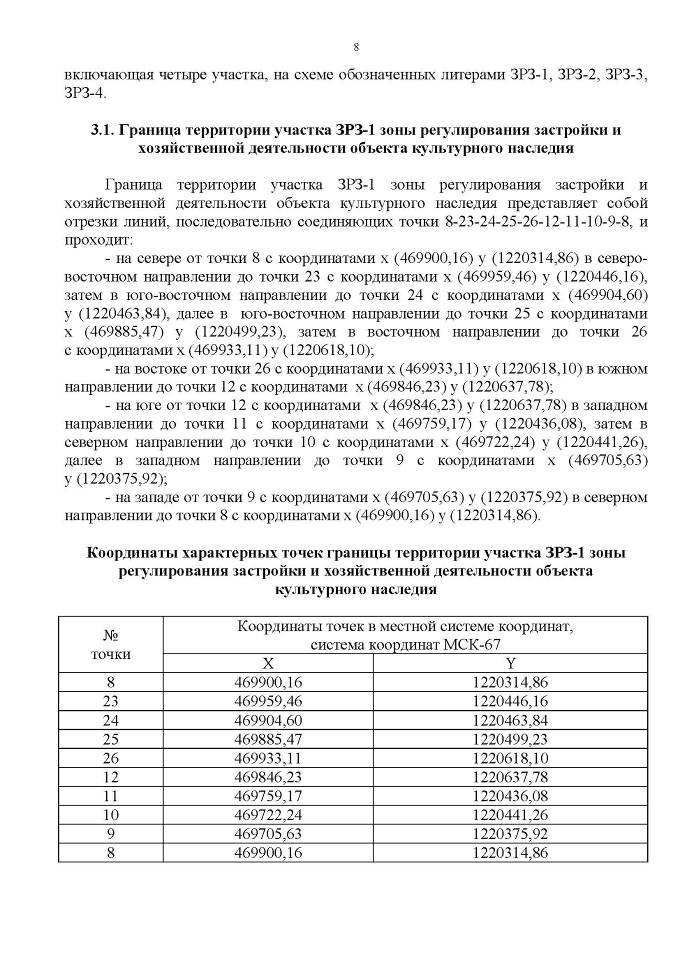 8
включающая четыре участка, на схеме обозначенных литерами ЗРЗ-1, ЗРЗ-2, ЗРЗ-3,
ЗРЗ-4.
3.1. Граница территории участка ЗРЗ-1 зоны регулирования застройки и
хозяйственной деятельности объекта культурного наследия
Граница территории участка ЗРЗ-1 зоны регулирования застройки и
хозяйственной деятельности объекта культурного наследия представляет собой
отрезки линий, последовательно соединяющих точки 8-23-24-25-26-12-11-10-9-8, и
проходит:
- на севере от точки 8 с координатами x (469900,16) y (1220314,86) в северо-
восточном направлении до точки 23 с координатами x (469959,46) y (1220446,16),
затем в юго-восточном направлении до точки 24 с координатами x (469904,60)
y (1220463,84), далее в юго-восточном направлении до точки 25 с координатами
x (469885,47) y (1220499,23), затем в восточном направлении до точки 26
с координатами x (469933,11) y (1220618,10);
- на востоке от точки 26 с координатами x (469933,11) y (1220618,10) в южном
направлении до точки 12 с координатами x (469846,23) y (1220637,78);
- на юге от точки 12 с координатами x (469846,23) y (1220637,78) в западном
направлении до точки 11 с координатами x (469759,17) y (1220436,08), затем в
северном направлении до точки 10 с координатами x (469722,24) y (1220441,26),
далее в западном направлении до точки 9 с координатами x (469705,63)
y (1220375,92);
- на западе от точки 9 с координатами x (469705,63) y (1220375,92) в северном
направлении до точки 8 с координатами x (469900,16) y (1220314,86).
Координаты характерных точек границы территории участка ЗРЗ-1 зоны
регулирования застройки и хозяйственной деятельности объекта
культурного наследия
№
точки
Координаты точек в местной системе координат,
система координат МСК-67
X Y
8 469900,16 1220314,86
23 469959,46 1220446,16
24 469904,60 1220463,84
25 469885,47 1220499,23
26 469933,11 1220618,10
12 469846,23 1220637,78
11 469759,17 1220436,08
10 469722,24 1220441,26
9 469705,63 1220375,92
8 469900,16 1220314,86